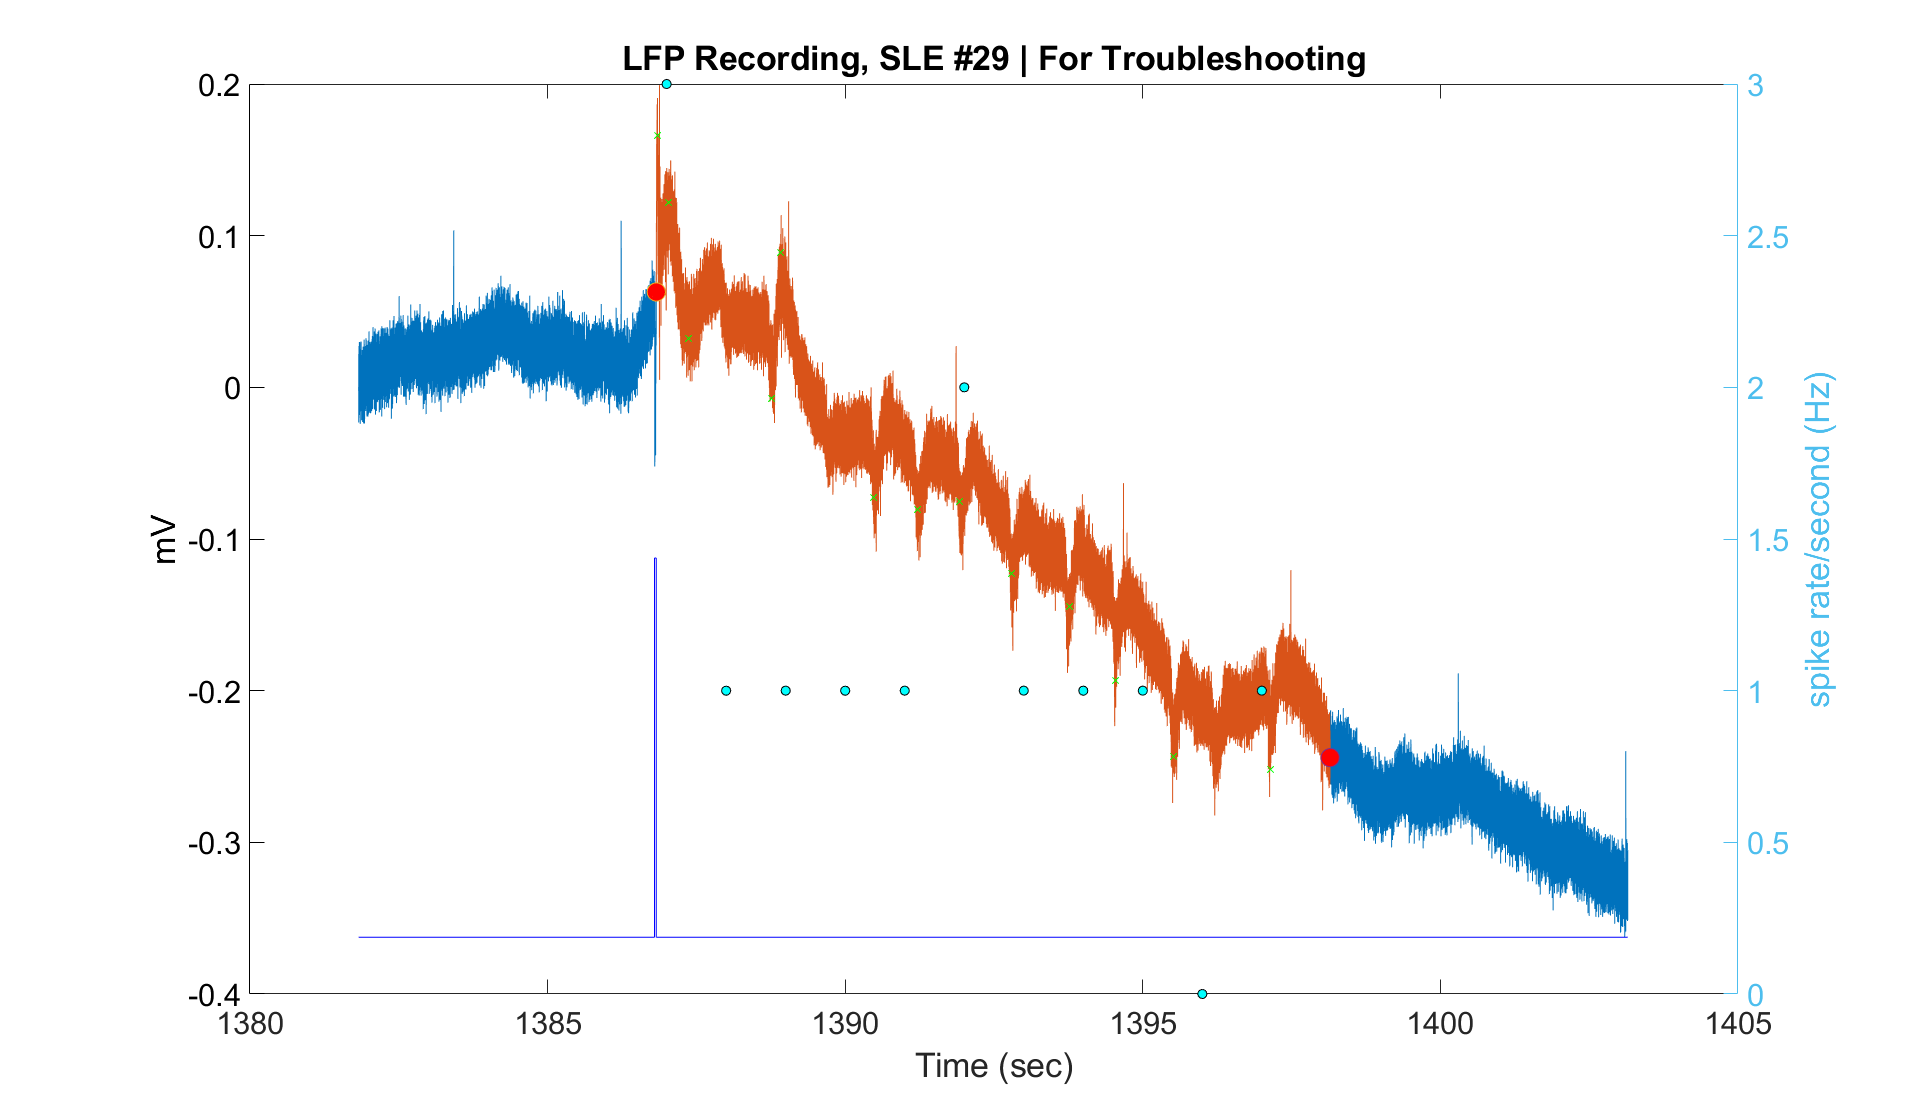 LFP Recording, SLE #29 | For Troubleshooting
0.2
0.1
0
-0.1
-0.2
-0.3
-0.4
mV
3
2.5
2
1.5
1
0.5
0
spike rate/second (Hz)
1380 1385 1390 1395 1400 1405
Time (sec)